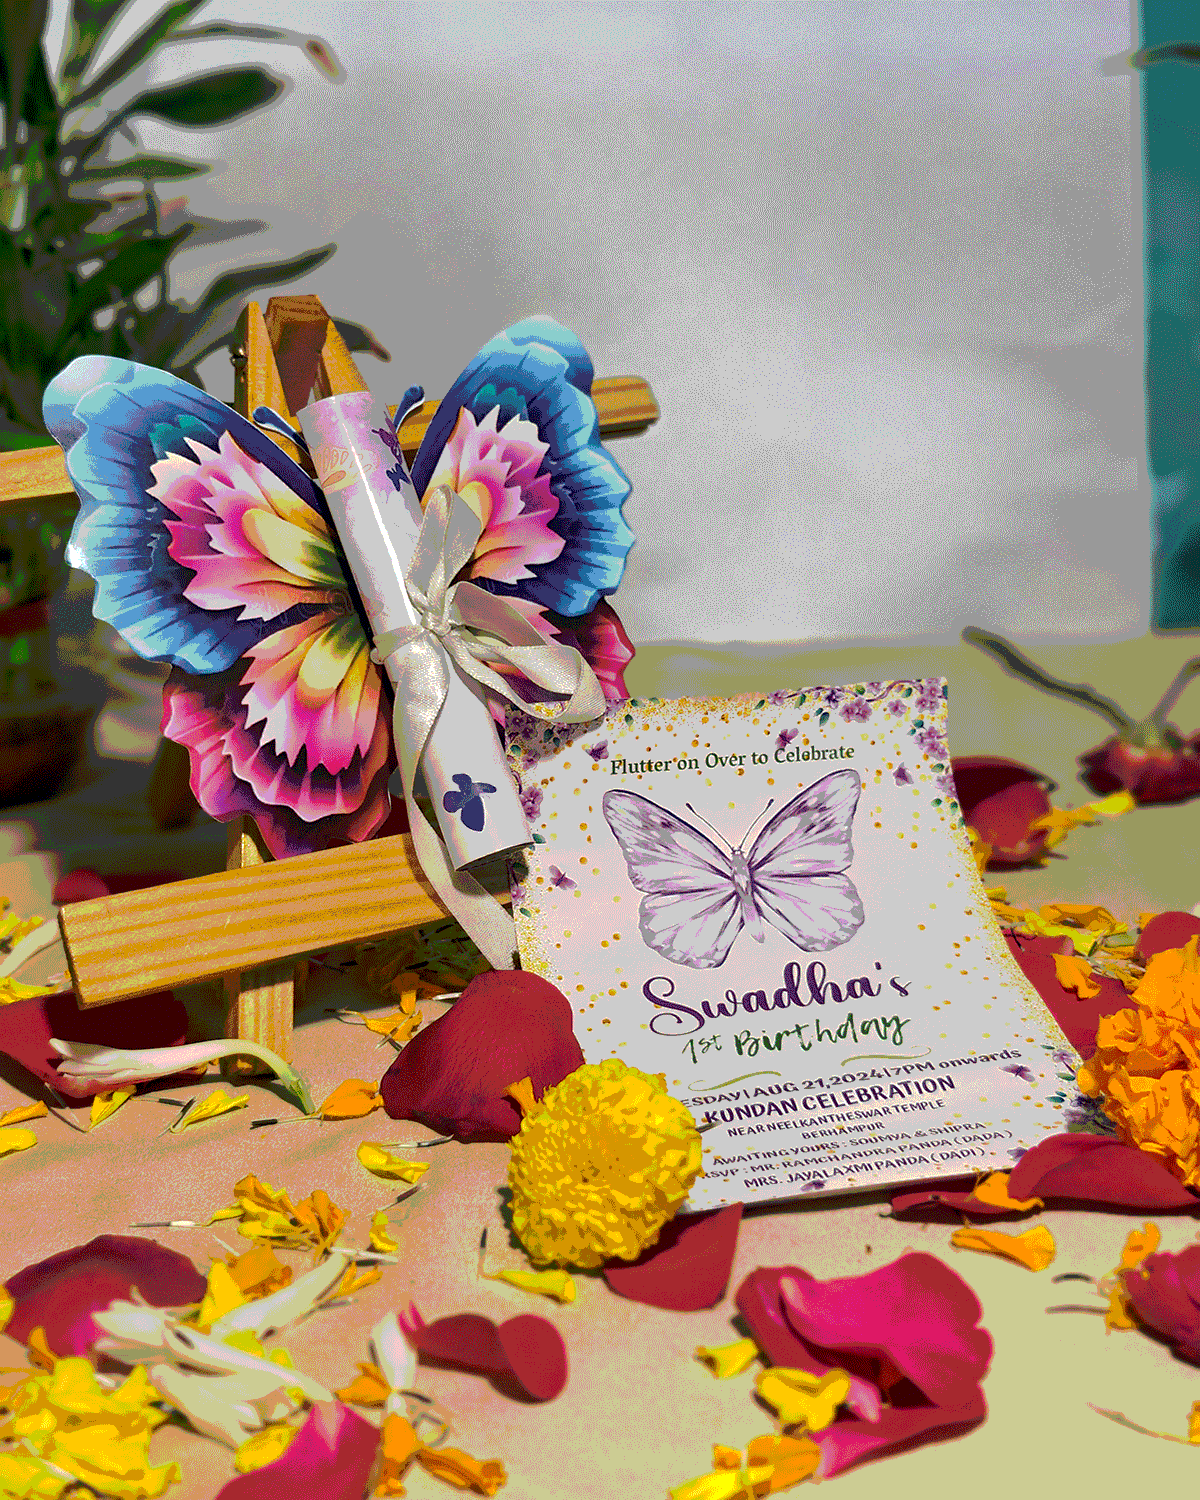 Flutter on Over to Celebrate
Swadha's
1st Birthday
ESDAY | AUG 21, 2024 | 7PM onwards
KUNDAN CELEBRATION
NEAR NEELKANTHESWAR TEMPLE
BERHAMPUR
AWAITING YOURS : SOUMYA & SHIPRA
RSVP : MR. RAMCHANDRA PANDA ( DADA )
MRS. JAYALAXMI PANDA ( DADI )